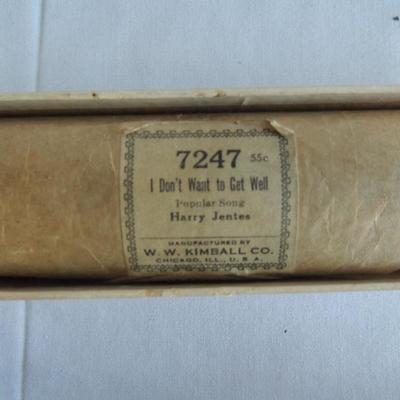 7247 55c
I Don't Want to Get Well
Popular Song
Harry Jentes
MANUFACTURED BY
W. W. KIMBALL CO.
CHICAGO, ILL., U. S. A.